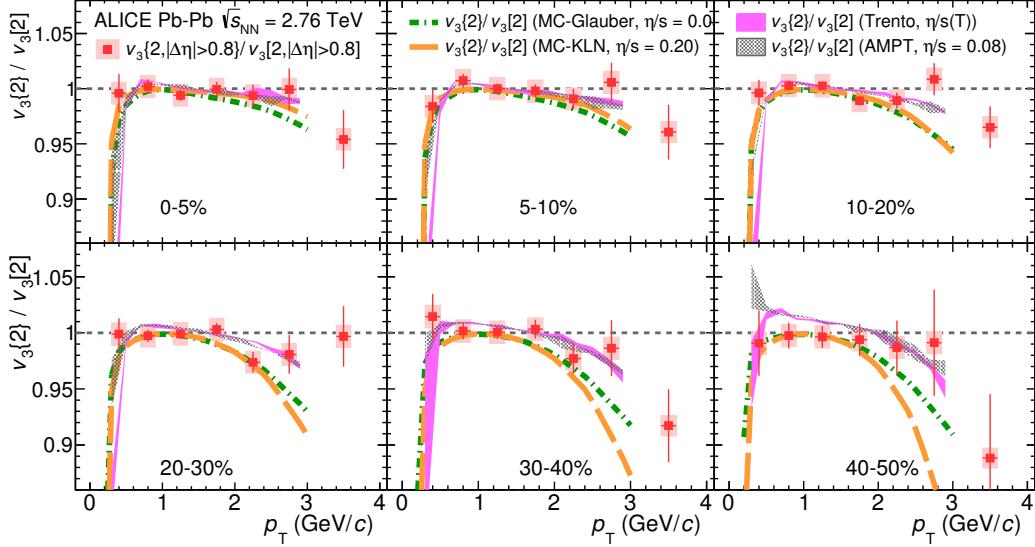 ALICE Pb-Pb √sNN = 2.76 TeV
v3{2,|Δη|>0.8}/v3[2,|Δη|>0.8]
v3{2}/v3[2] (MC-Glauber, η/s = 0.0
v3{2}/v3[2] (MC-KLN, η/s = 0.20)
v3{2}/v3[2] (Trento, η/s(T))
v3{2}/v3[2] (AMPT, η/s = 0.08)
v3{2} / v3[2]
1.05
1
0.95
0.9
0-5%
5-10%
10-20%
v3{2} / v3[2]
1.05
1
0.95
0.9
20-30%
30-40%
40-50%
0 1 2 3 4
0 1 2 3 4
0 1 2 3 4
pT (GeV/c)
pT (GeV/c)
pT (GeV/c)